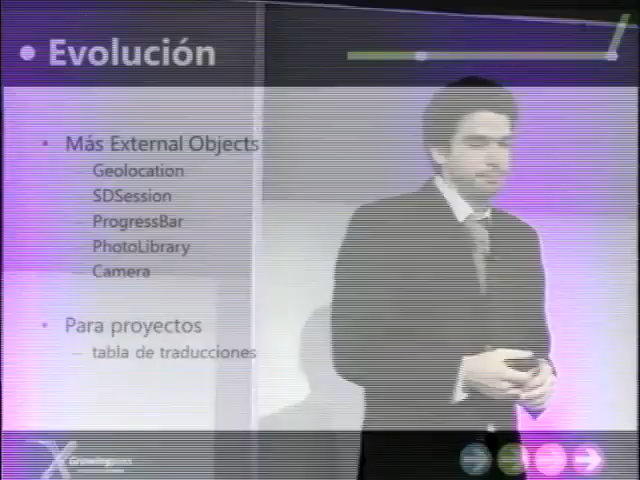 Evolución
Más External Objects
Geolocation
SDSession
ProgressBar
PhotoLibrary
Camera
Para proyectos
tabla de traducciones